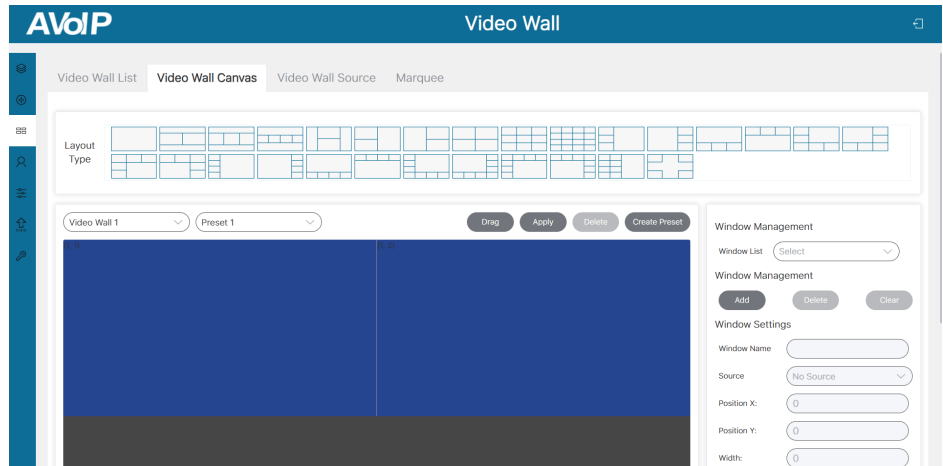 AVoIP
Video Wall
Video Wall List
Video Wall Canvas
Video Wall Source
Marquee
Layout
Type
Video Wall 1
Preset 1
Drag
Apply
Delete
Create Preset
Window Management
Window List
Select
Window Management
Add
Delete
Clear
Window Settings
Window Name
Source
No Source
Position X:
0
Position Y:
0
Width:
0